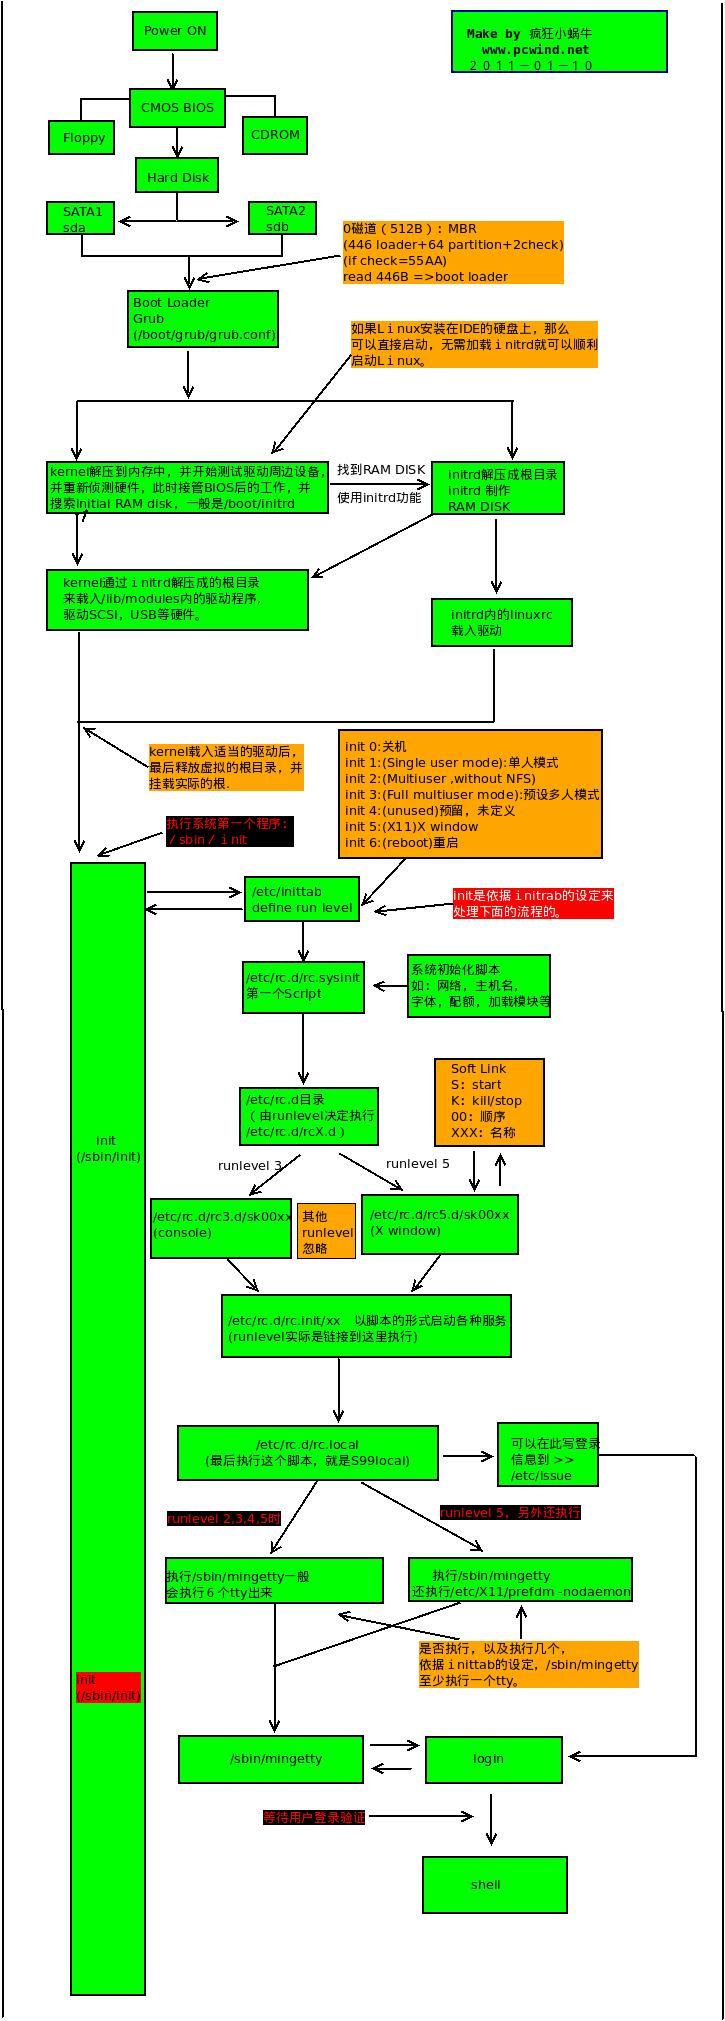 Power ON
Make by 疯狂小蜗牛
www.pcwind.net
２０１１－０１－１０
CMOS BIOS
Floppy
CDROM
Hard Disk
SATA1
sda
SATA2
sdb
0磁道（512B）: MBR
(446 loader+64 partition+2check)
(if check=55AA)
read 446B =>boot loader
Boot Loader
Grub
(/boot/grub/grub.conf)
如果Ｌｉnux安装在IDE的硬盘上，那么
可以直接启动，无需加载ｉnitrd就可以顺利
启动Ｌｉnux。
kernel解压到内存中，并开始测试驱动周边设备，
并重新侦测硬件，此时接管BIOS后的工作，并
搜索Initial RAM disk，一般是/boot/initrd
找到RAM DISK
使用initrd功能
initrd解压成根目录
initrd 制作
RAM DISK
kernel通过ｉnitrd解压成的根目录
来载入/lib/modules内的驱动程序,
驱动SCSI，USB等硬件。
initrd内的linuxrc
载入驱动
kernel载入适当的驱动后，
最后释放虚拟的根目录，并
挂载实际的根.
init 0:关机
init 1:(Single user mode):单人模式
init 2:(Multiuser ,without NFS)
init 3:(Full multiuser mode):预设多人模式
init 4:(unused)预留，未定义
init 5:(X11)X window
init 6:(reboot)重启
执行系统第一个程序:
／sbin／ｉnit
/etc/inittab
define run level
init是依据ｉnitrab的设定来
处理下面的流程的。
/etc/rc.d/rc.sysinit
第一个Script
系统初始化脚本
如: 网络，主机名，
字体，配额，加载模块等
/etc/rc.d目录
（由runlevel决定执行
/etc/rc.d/rcX.d）
Soft Link
S: start
K: kill/stop
00: 顺序
XXX: 名称
init
(/sbin/init)
runlevel 3
runlevel 5
/etc/rc.d/rc3.d/sk00xx
(console)
其他
runlevel
忽略
/etc/rc.d/rc5.d/sk00xx
(X window)
/etc/rc.d/rc.init/xx 以脚本的形式启动各种服务
(runlevel实际是链接到这里执行)
/etc/rc.d/rc.local
(最后执行这个脚本，就是S99local)
可以在此写登录
信息到 >>
/etc/issue
runlevel 2,3,4,5时
runlevel 5，另外还执行
执行/sbin/mingetty一般
会执行６个tty出来
执行/sbin/mingetty
还执行/etc/X11/prefdm -nodaemon
是否执行，以及执行几个，
依据ｉnittab的设定，/sbin/mingetty
至少执行一个tty。
init
(/sbin/init)
/sbin/mingetty
login
等待用户登录验证
shell